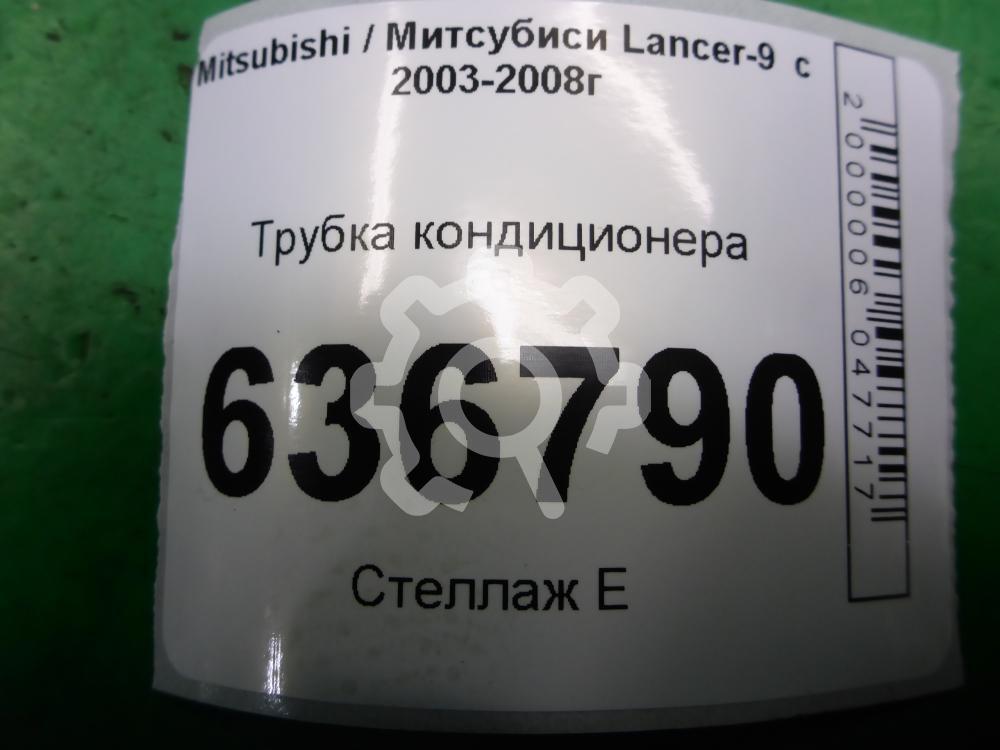 Mitsubishi / Митсубиси Lancer-9 с
2003-2008г
Трубка кондиционера
636790
Стеллаж Е
2000006047717